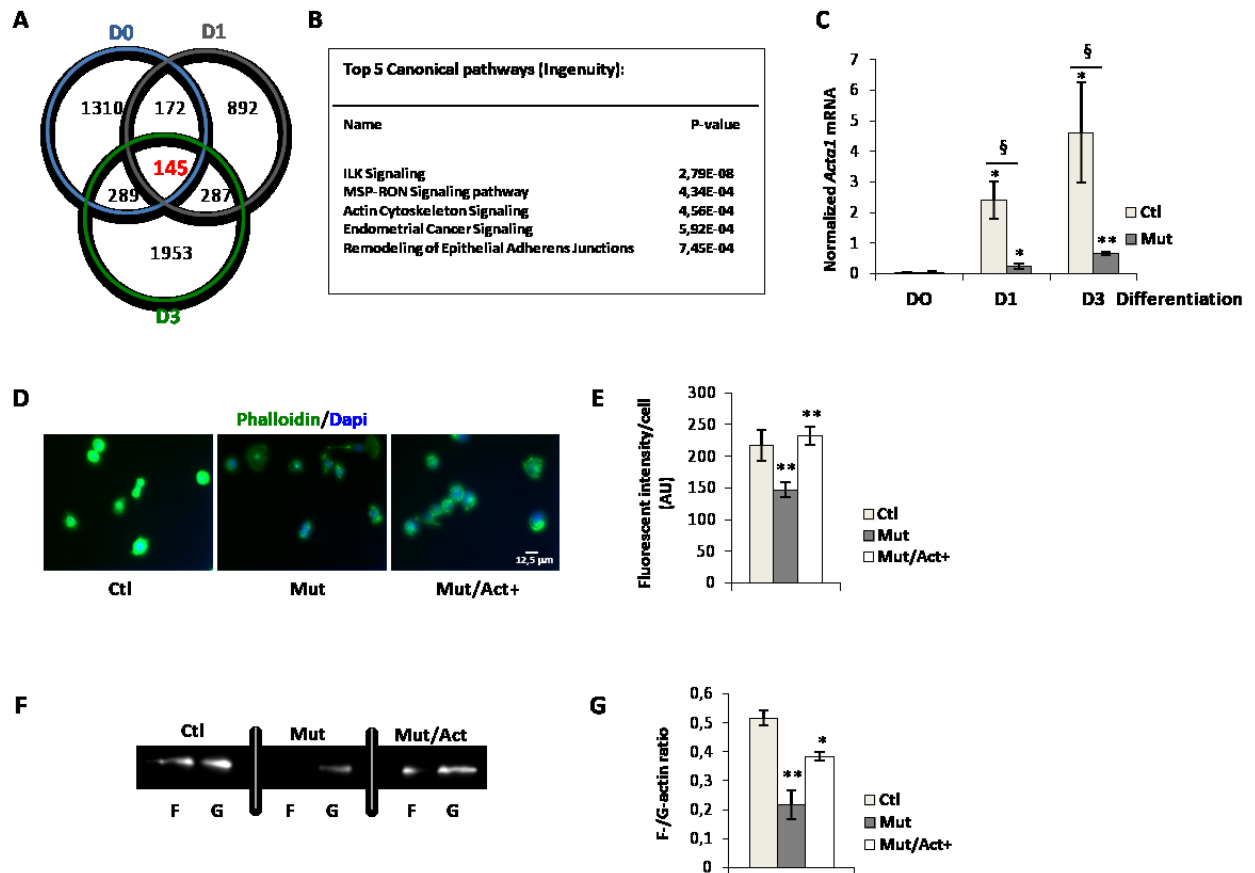 A
D0
D1
1310
172
892
145
289
287
1953
D3
B
Top 5 Canonical pathways (Ingenuity):
Name P-value
ILK Signaling 2,79E-08
MSP-RON Signaling pathway 4,34E-04
Actin Cytoskeleton Signaling 4,56E-04
Endometrial Cancer Signaling 5,92E-04
Remodeling of Epithelial Adherens Junctions 7,45E-04
C
Normalized Acta1 mRNA
7
6
5
4
3
2
1
0
§
*
*
§
*
**
Ctl
Mut
DO D1 D3 Differentiation
D
Phalloidin/Dapi
12,5 µm
Ctl Mut Mut/Act+
E
Fluorescent intensity/cell
(AU)
300
250
200
150
100
50
0
**
**
Ctl
Mut
Mut/Act+
F
Ctl Mut Mut/Act
F G F G F G
G
F-/G-actin ratio
0,6
0,5
0,4
0,3
0,2
0,1
0
**
*
Ctl
Mut
Mut/Act+